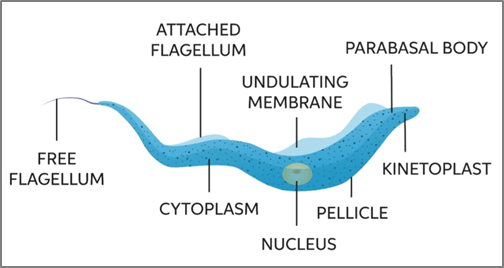 ATTACHED
FLAGELLUM
PARABASAL BODY
UNDULATING
MEMBRANE
FREE
FLAGELLUM
KINETOPLAST
CYTOPLASM
PELLICLE
NUCLEUS